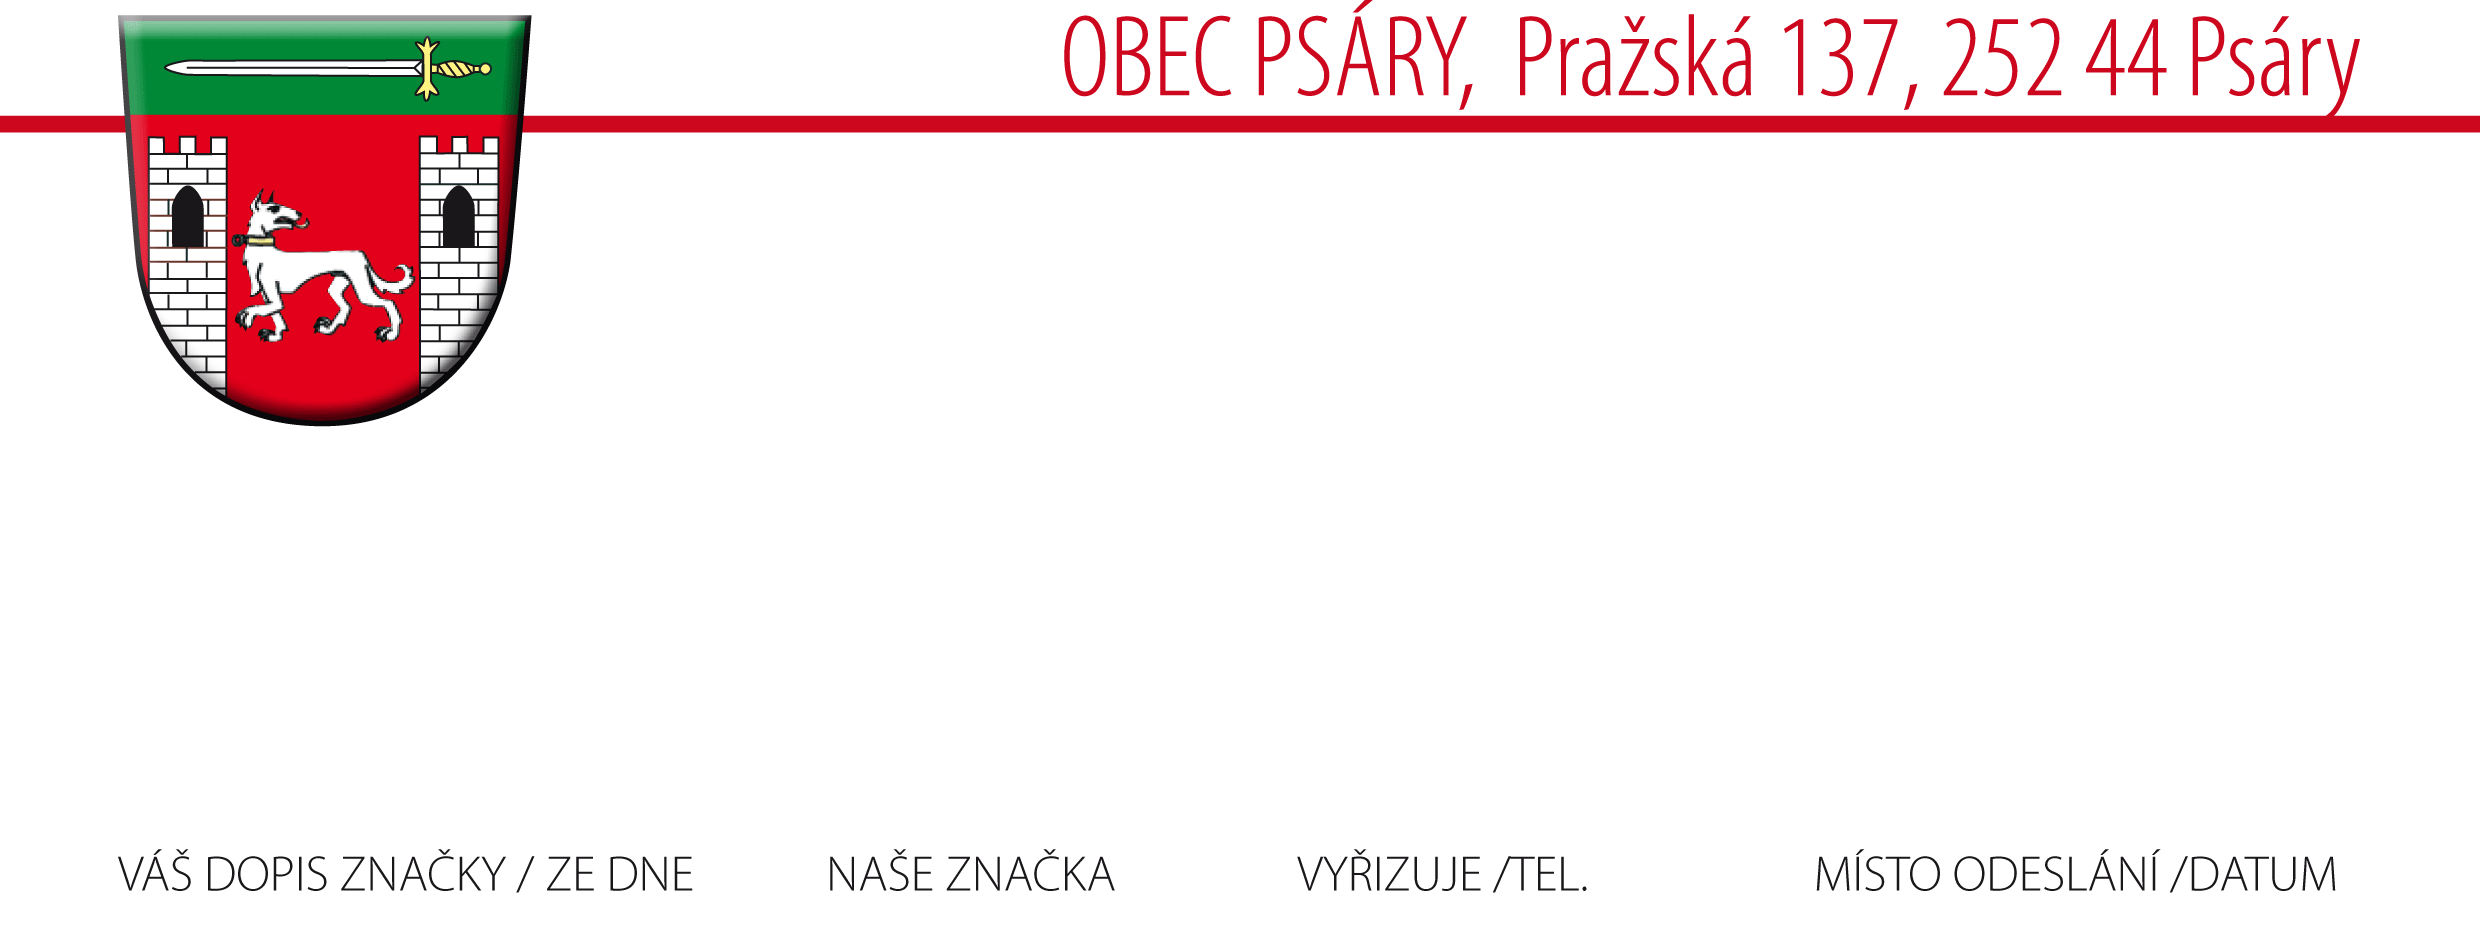 OBEC PSÁRY, Pražská 137, 252 44 Psáry
VÁŠ DOPIS ZNAČKY / ZE DNE NAŠE ZNAČKA VYŘIZUJE /TEL. MÍSTO ODESLÁNÍ /DATUM